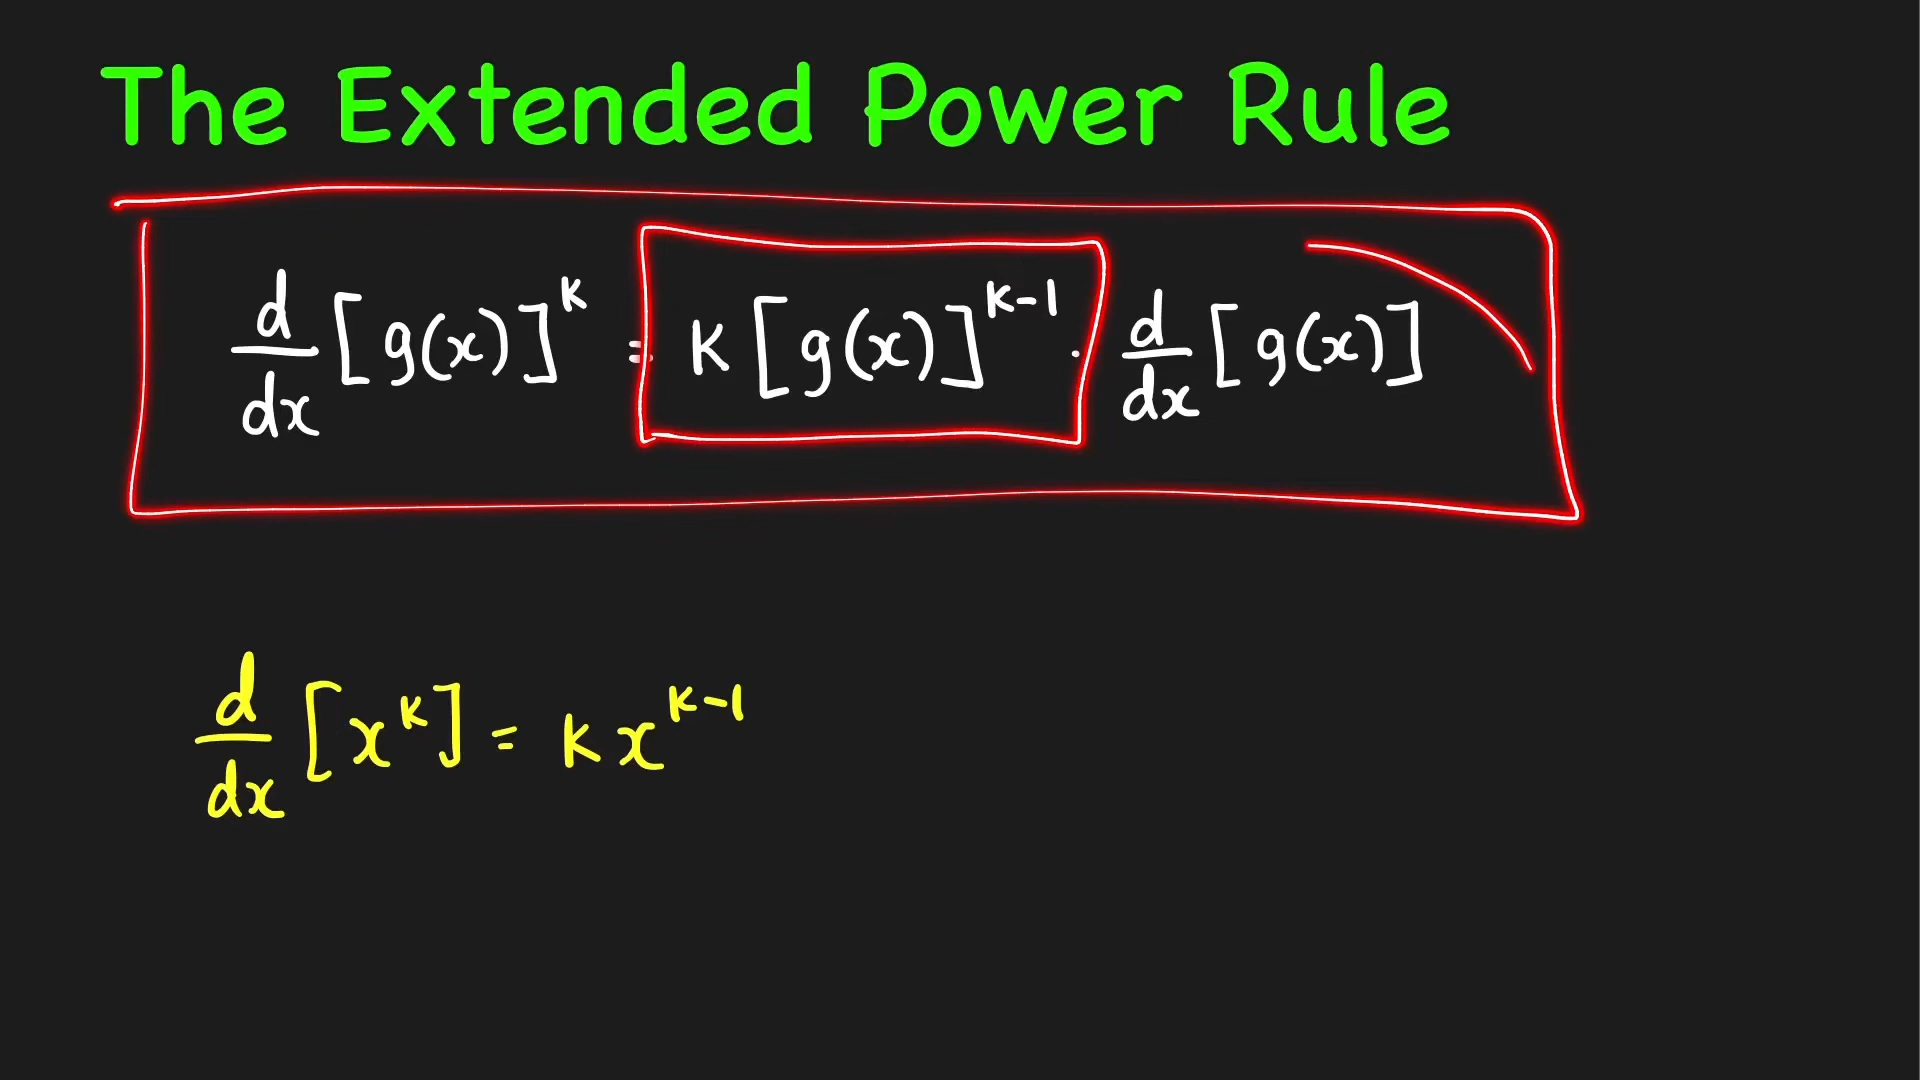 The Extended Power Rule
d/dx [g(x)]^k = k [g(x)]^(k-1) · d/dx [g(x)]
d/dx [x^k] = k x^(k-1)